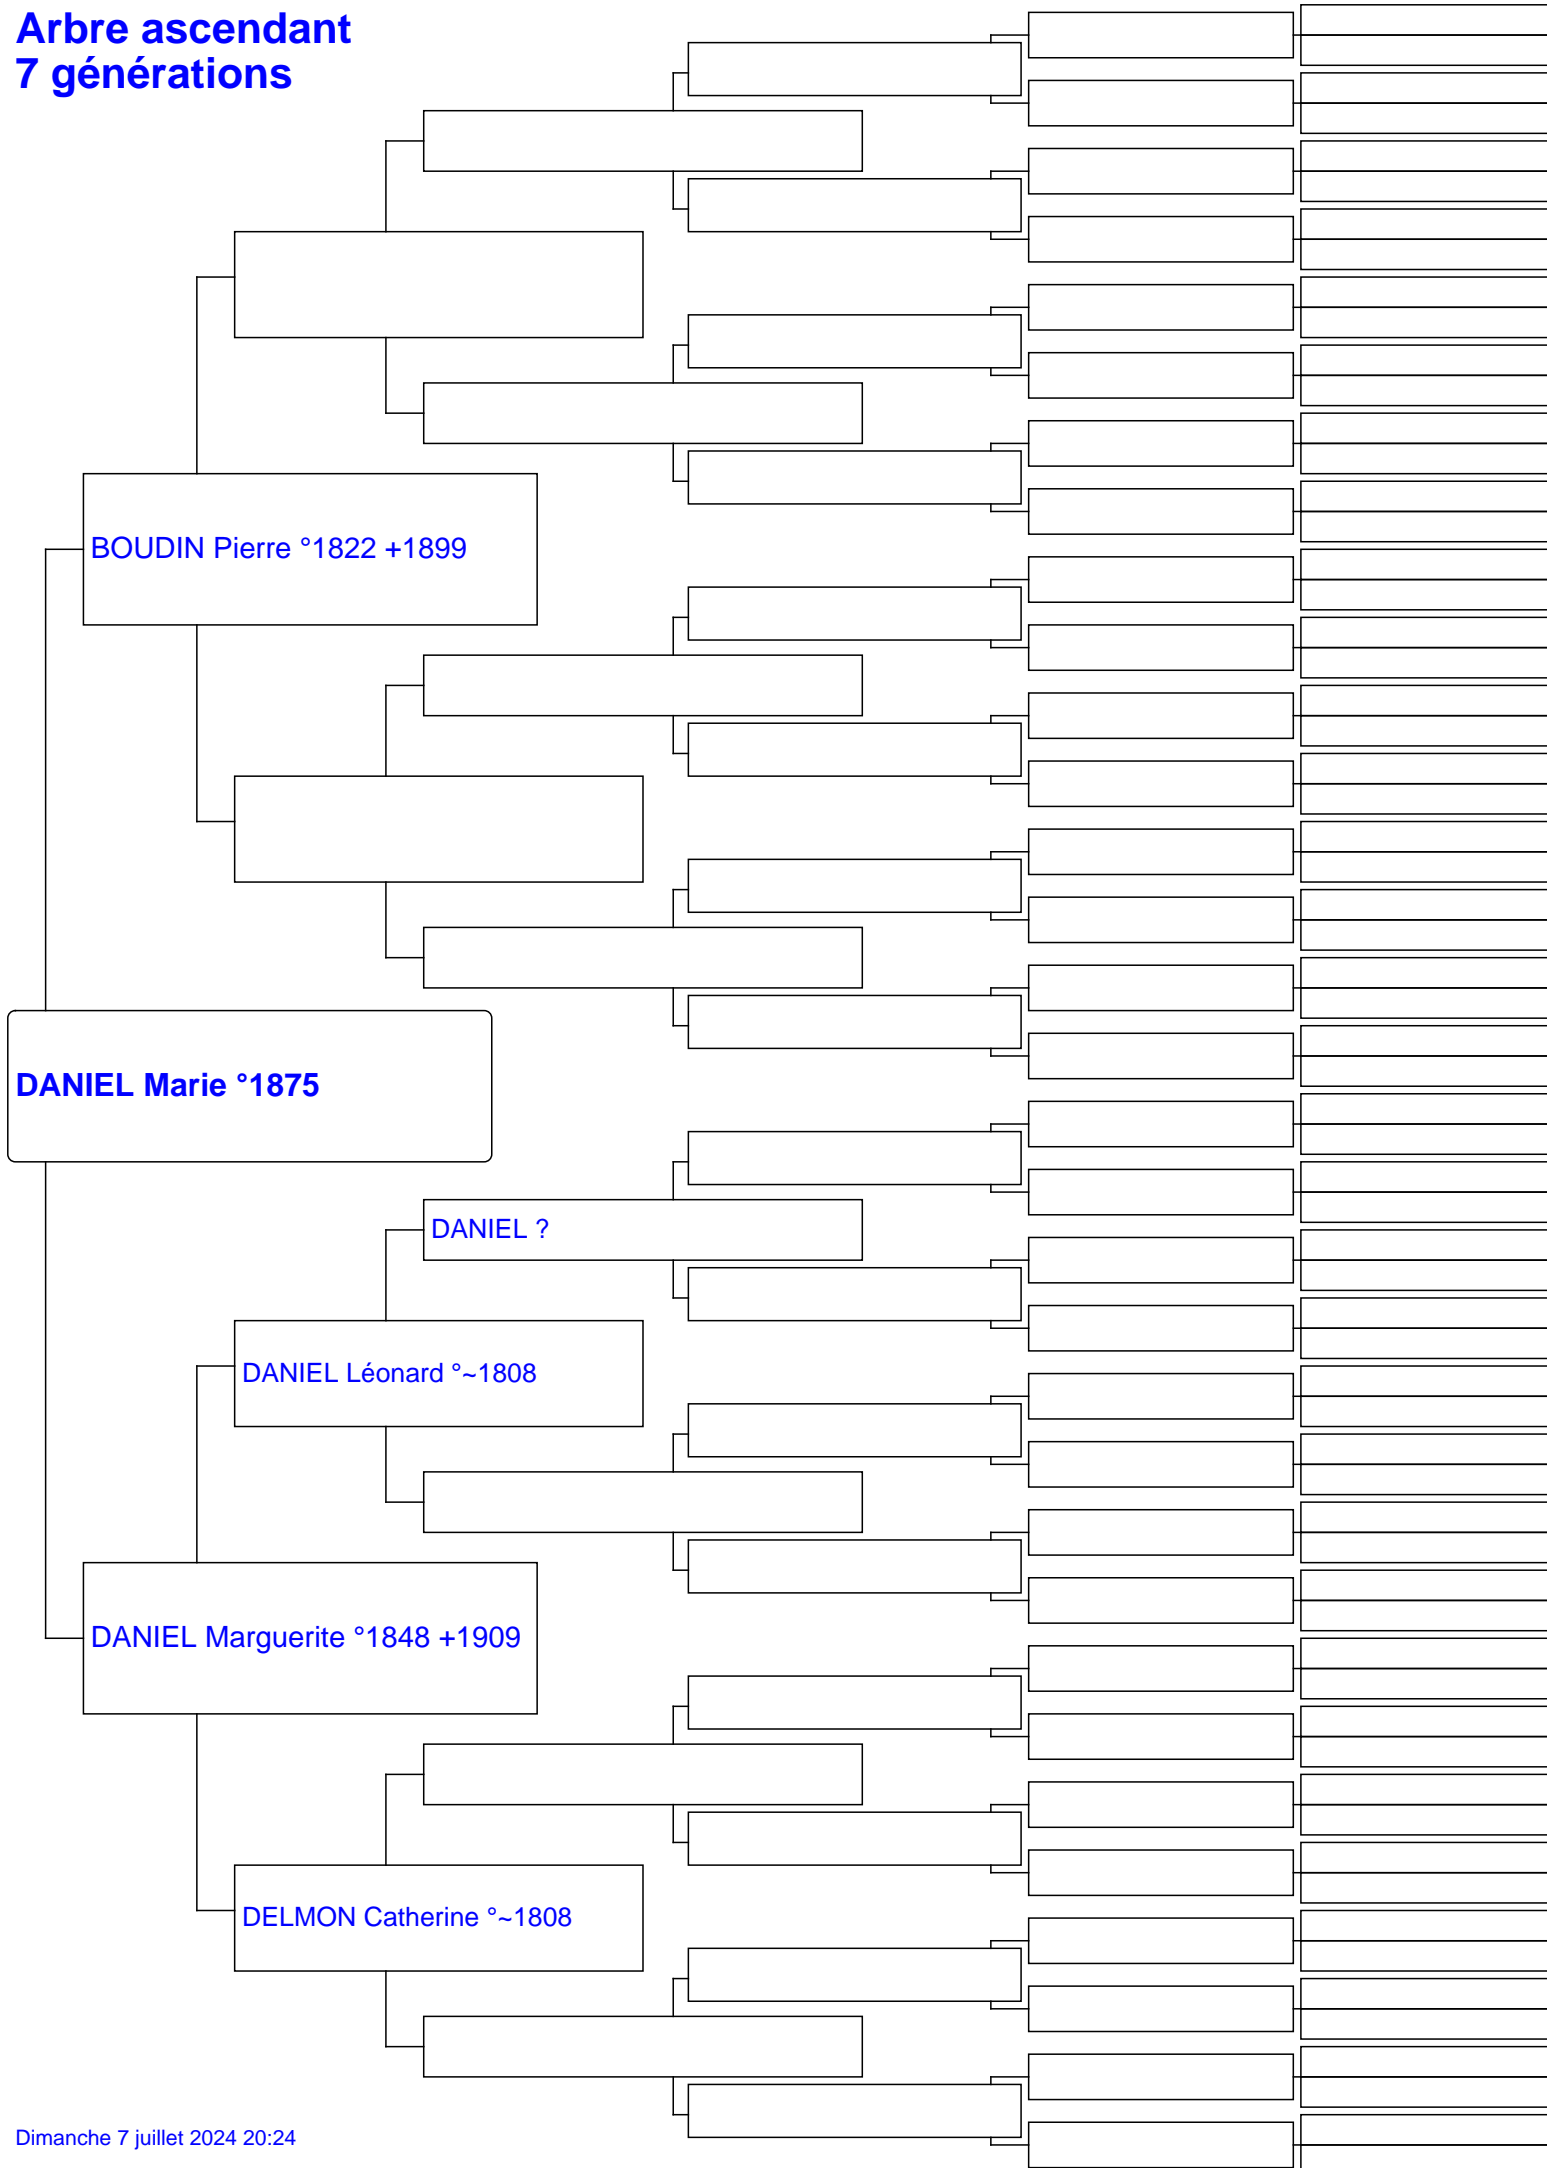 Arbre ascendant
7 générations
BOUDIN Pierre °1822 +1899
DANIEL Marie °1875
DANIEL ?
DANIEL Léonard °~1808
DANIEL Marguerite °1848 +1909
DELMON Catherine °~1808
Dimanche 7 juillet 2024 20:24